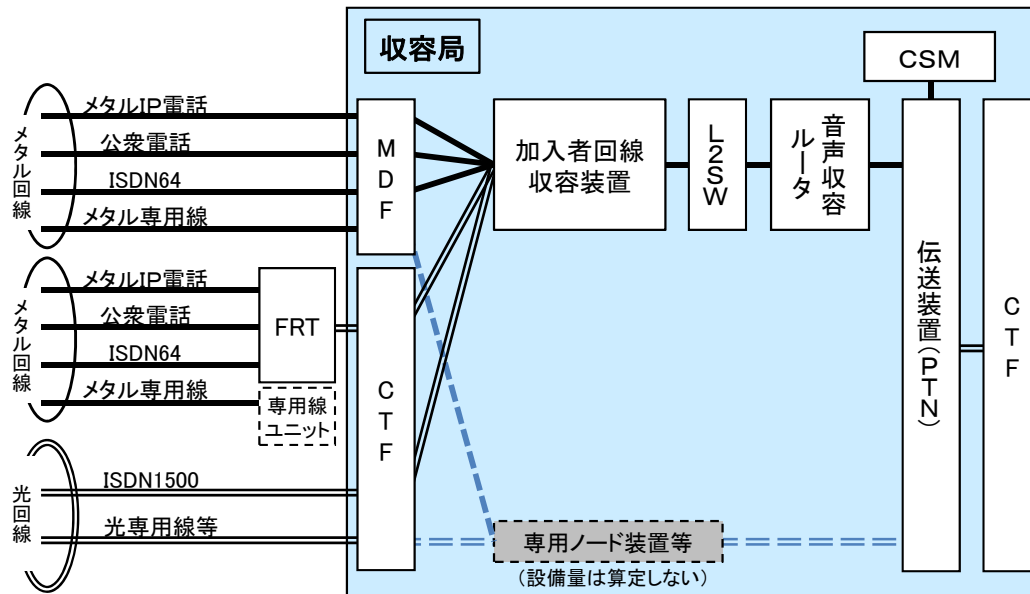 収容局
CSM
メタルIP電話
公衆電話
ISDN64
メタル専用線
メタル回線
MDF
加入者回線
収容装置
L2SW
音声収容
ルータ
伝送装置(PTN)
CTF
メタルIP電話
公衆電話
ISDN64
メタル専用線
メタル回線
FRT
専用線
ユニット
CTF
ISDN1500
光専用線等
光回線
専用ノード装置等
(設備量は算定しない)